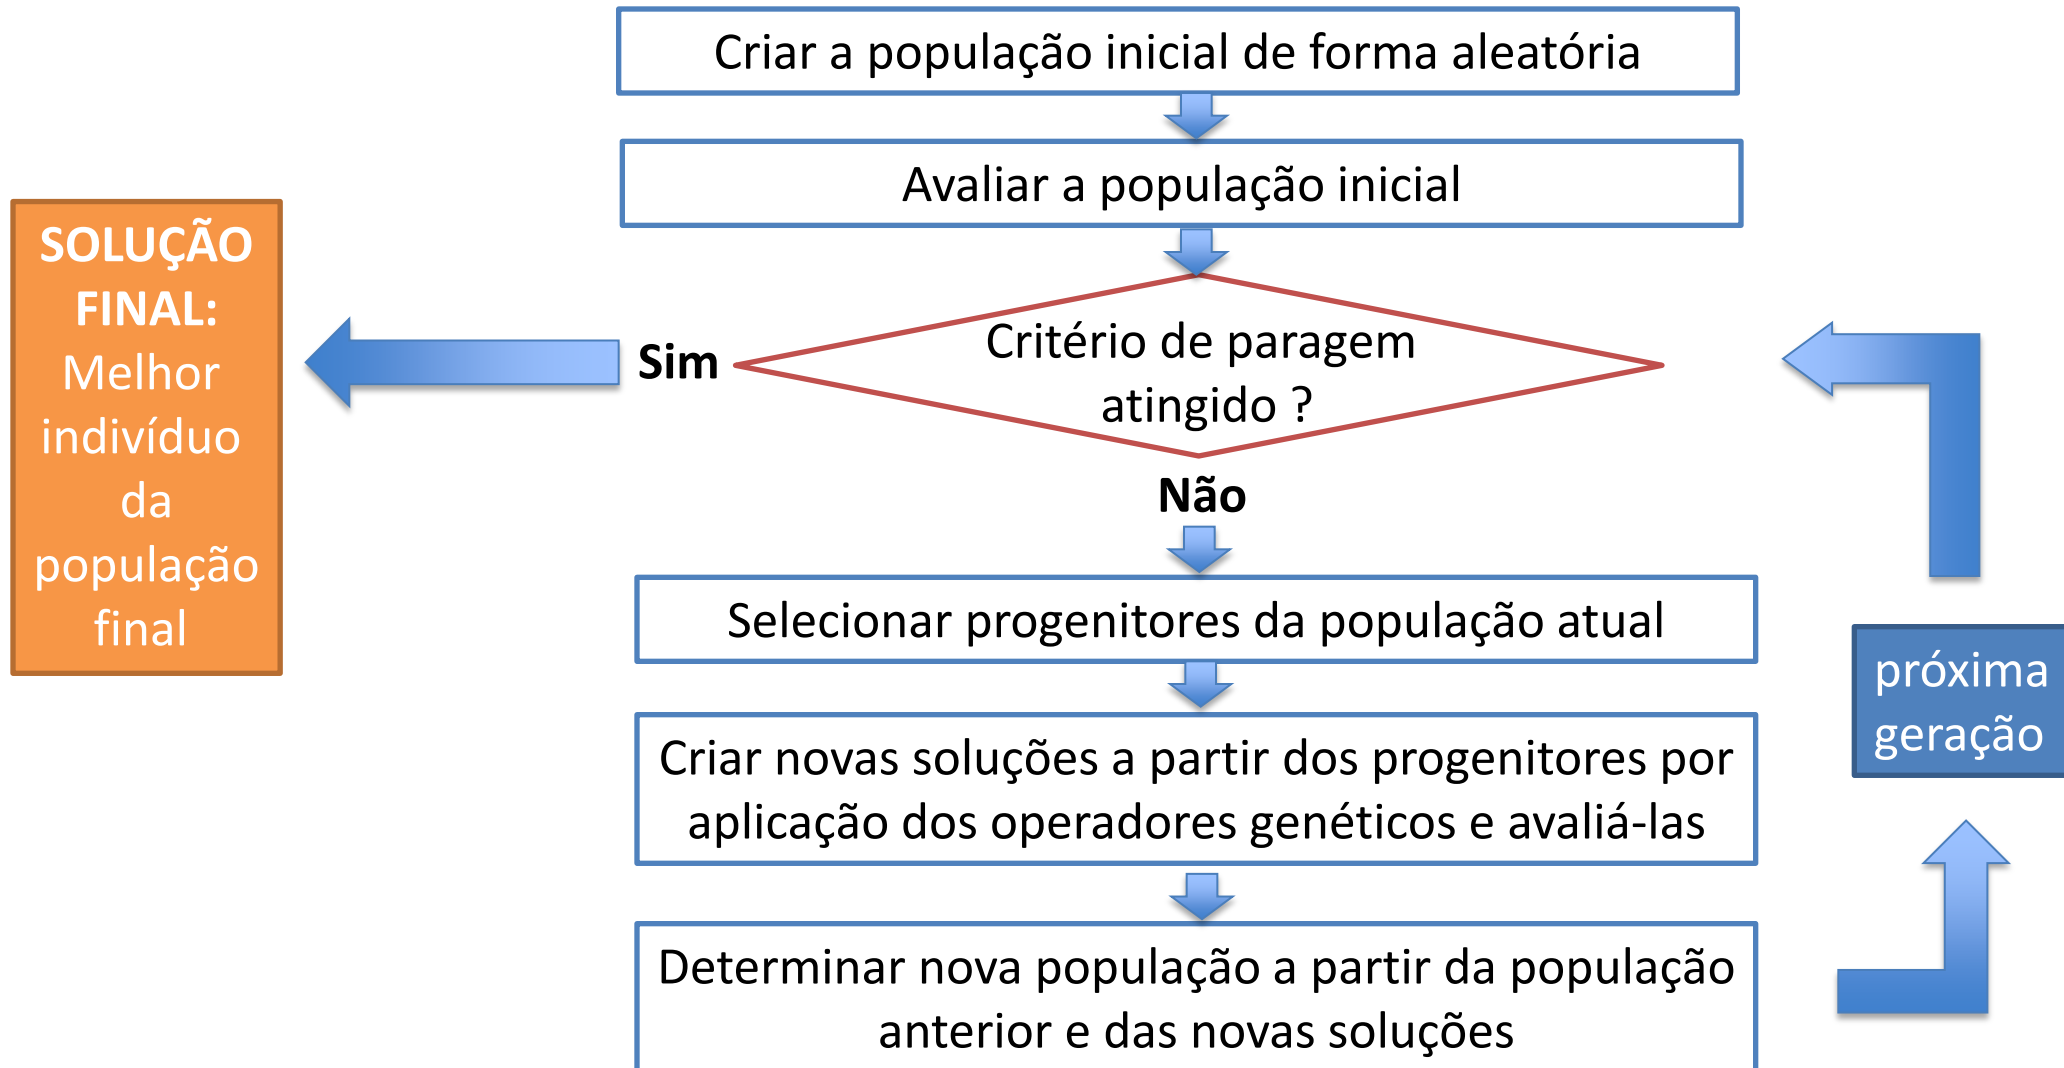 Criar a população inicial de forma aleatória
Avaliar a população inicial
SOLUÇÃO
FINAL:
Melhor
indivíduo
da
população
final
Sim
Critério de paragem
atingido ?
Não
Selecionar progenitores da população atual
Criar novas soluções a partir dos progenitores por
aplicação dos operadores genéticos e avaliá-las
próxima
geração
Determinar nova população a partir da população
anterior e das novas soluções